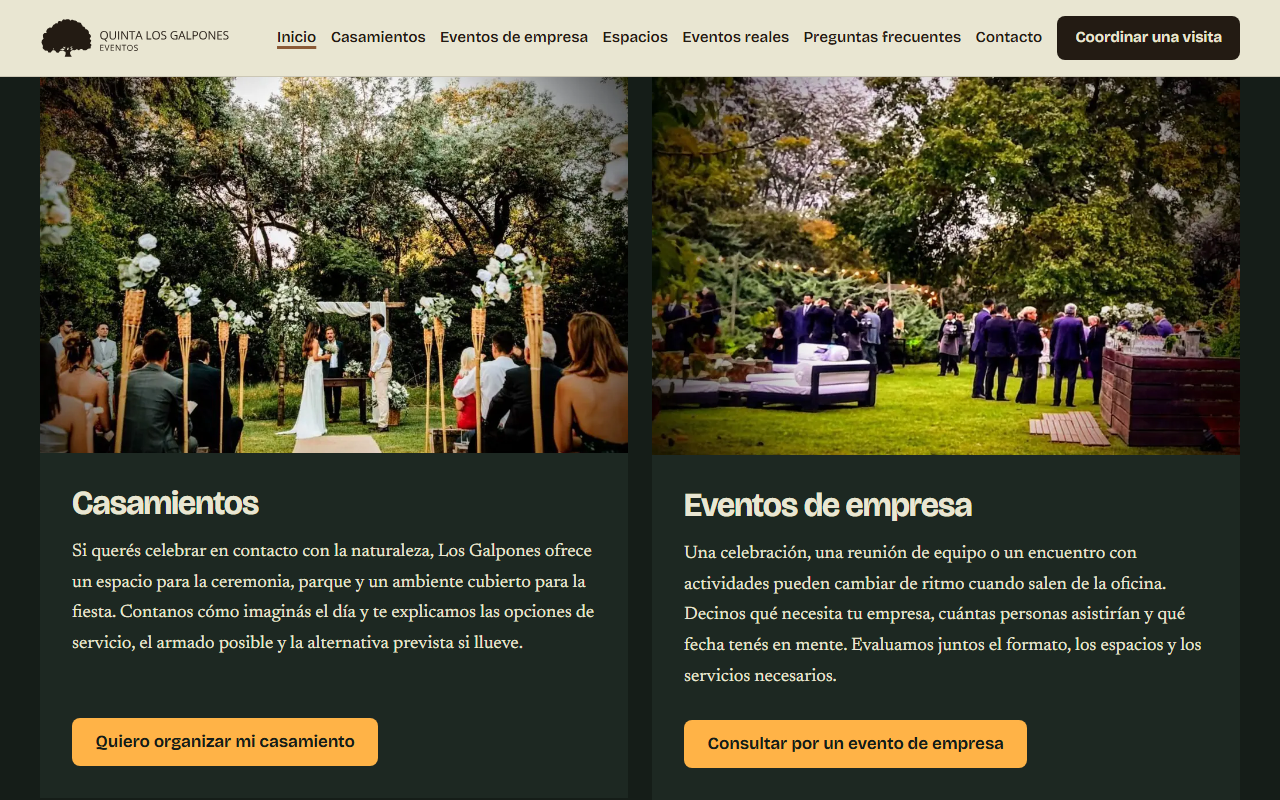 QUINTA LOS GALPONES
EVENTOS
Inicio
Casamientos
Eventos de empresa
Espacios
Eventos reales
Preguntas frecuentes
Contacto
Coordinar una visita
Casamientos
Si querés celebrar en contacto con la naturaleza, Los Galpones ofrece
un espacio para la ceremonia, parque y un ambiente cubierto para la
fiesta. Contanos cómo imaginás el día y te explicamos las opciones de
servicio, el armado posible y la alternativa prevista si llueve.
Quiero organizar mi casamiento
Eventos de empresa
Una celebración, una reunión de equipo o un encuentro con
actividades pueden cambiar de ritmo cuando salen de la oficina.
Decinos qué necesita tu empresa, cuántas personas asistirían y qué
fecha tenés en mente. Evaluamos juntos el formato, los espacios y los
servicios necesarios.
Consultar por un evento de empresa